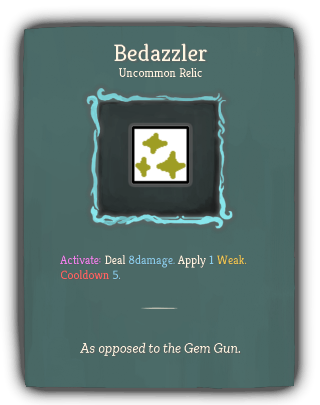 Bedazzler
Uncommon Relic
Activate: Deal 8damage. Apply 1 Weak.
Cooldown 5.
As opposed to the Gem Gun.